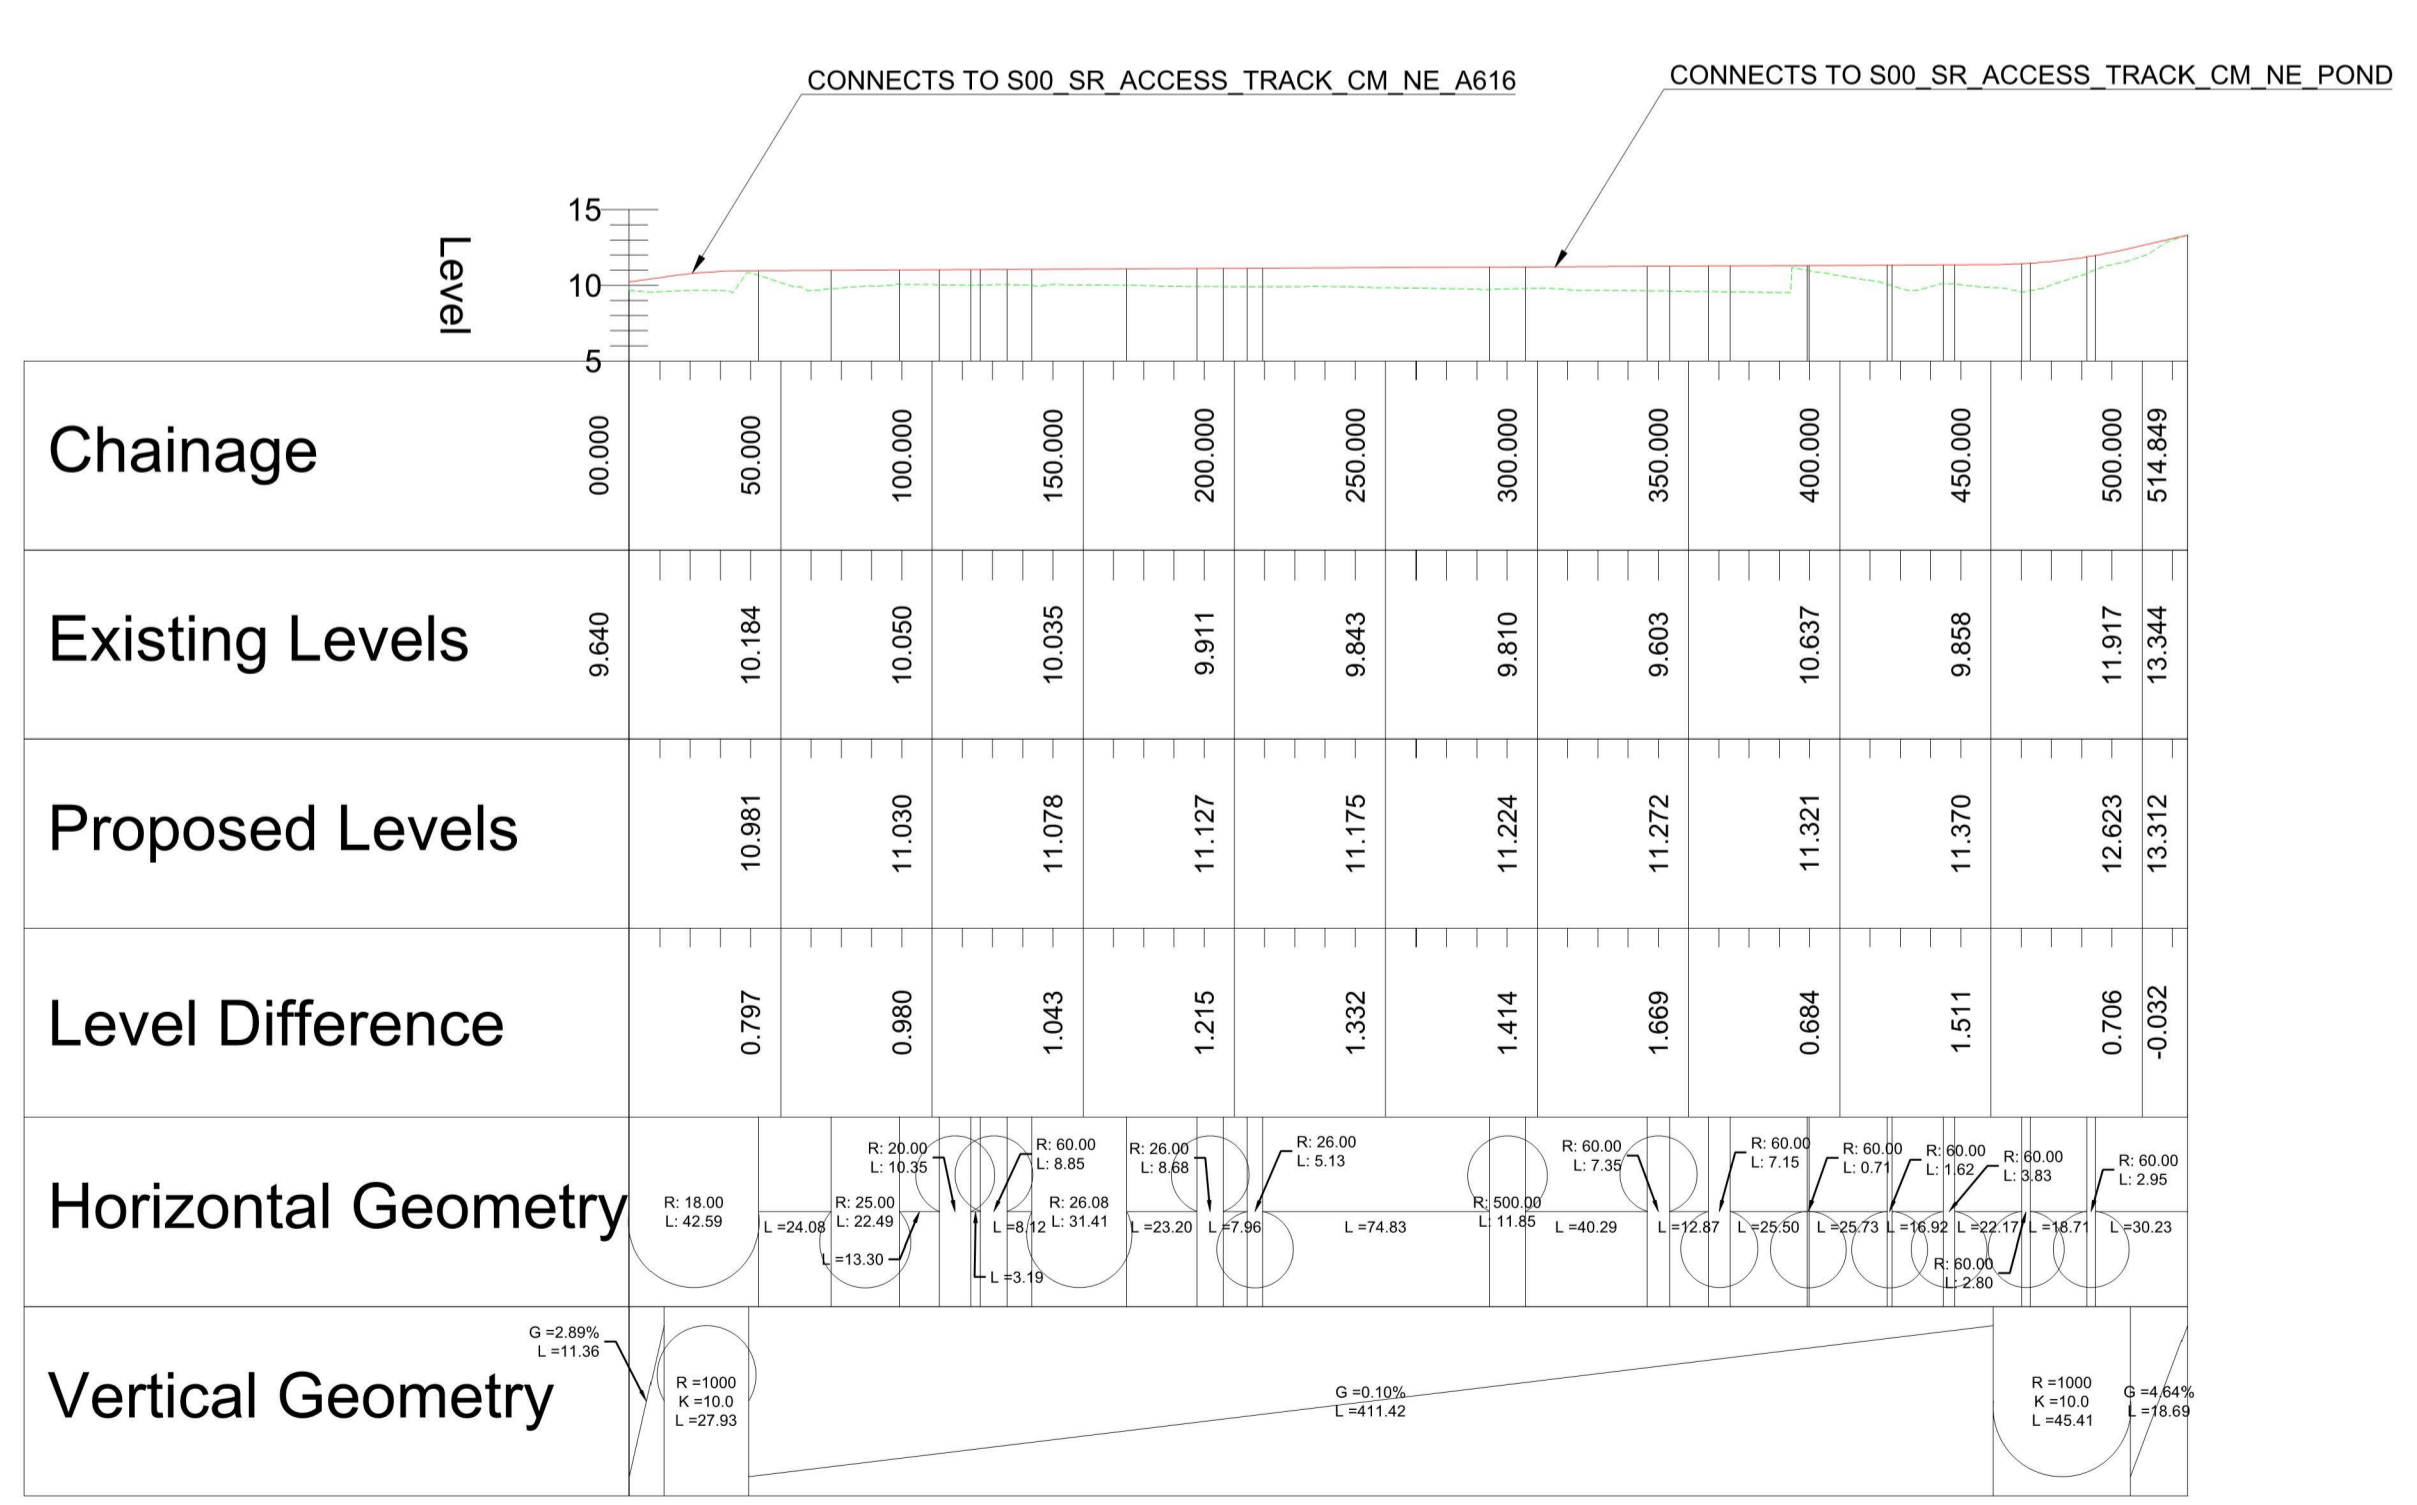 CONNECTS TO S00_SR_ACCESS_TRACK_CM_NE_A616
CONNECTS TO S00_SR_ACCESS_TRACK_CM_NE_POND
Level
15
10
5
Chainage
00.000 50.000 100.000 150.000 200.000 250.000 300.000 350.000 400.000 450.000 500.000 514.849
Existing Levels
9.640 10.184 10.050 10.035 9.911 9.843 9.810 9.603 10.637 9.858 11.917 13.344
Proposed Levels
10.981 11.030 11.078 11.127 11.175 11.224 11.272 11.321 11.370 12.623 13.312
Level Difference
0.797 0.980 1.043 1.215 1.332 1.414 1.669 0.684 1.511 0.706 -0.032
Horizontal Geometry
R: 18.00
L: 42.59
L =24.08
R: 25.00
L: 22.49
L =13.30
R: 20.00
L: 10.35
L =3.19
R: 60.00
L: 8.85
L =8.12
R: 26.08
L: 31.41
L =23.20
R: 26.00
L: 8.68
L =7.96
R: 26.00
L: 5.13
L =74.83
R: 500.00
L: 11.85
L =40.29
R: 60.00
L: 7.35
L =12.87
R: 60.00
L: 7.15
L =25.50
R: 60.00
L: 0.71
L =25.73
R: 60.00
L: 1.62
L =16.92
R: 60.00
L: 3.83
L =22.17
R: 60.00
L: 2.80
L =18.71
R: 60.00
L: 2.95
L =30.23
Vertical Geometry
G =2.89%
L =11.36
R =1000
K =10.0
L =27.93
G =0.10%
L =411.42
R =1000
K =10.0
L =45.41
G =4.64%
L =18.69